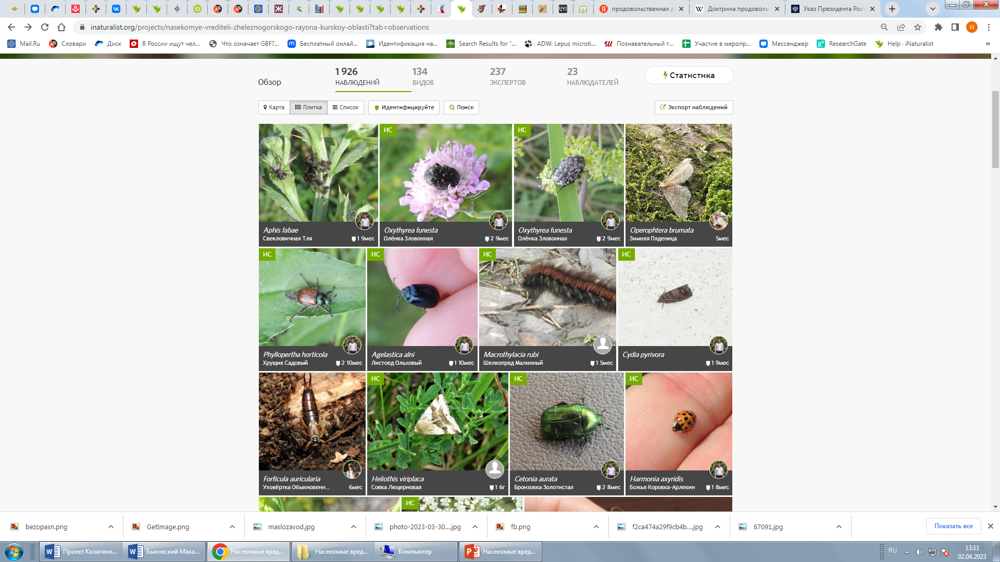 продовольственная д
Доктрина продоволь
Указ Президента Росс
inaturalist.org/projects/nasekomye-vrediteli-zheleznogorskogo-rayona-kurskoy-oblasti?tab=observations
Mail.Ru
Словари
Диск
В России ищут чел...
Что означает GBF?...
Бесплатный онлай...
Идентификация на...
Search Results for "...
ADW: Lepus microti...
Познавательный т...
Участие в меропр...
Мессенджер
ResearchGate
Help · iNaturalist
»
Обзор
1 926
НАБЛЮДЕНИЙ
134
ВИДОВ
237
ЭКСПЕРТОВ
23
НАБЛЮДАТЕЛЕЙ
Статистика
Карта
Плитка
Список
Идентифицируйте
Поиск
Экспорт наблюдений
Aphis fabae
Свекловичная Тля
1 9мес
ИС
Oxythyrea funesta
Олёнка Зловонная
2 9мес
ИС
Oxythyrea funesta
Олёнка Зловонная
2 9мес
Operophtera brumata
Зимняя Пяденица
5мес
ИС
Phyllopertha horticola
Хрущик Садовый
2 10мес
ИС
Agelastica alni
Листоед Ольховый
1 10мес
ИС
Macrothylacia rubi
Шелкопряд Малинный
1 5мес
ИС
Cydia pyrivora
1 9мес
Forficula auricularia
Уховёртка Обыкновенн...
6мес
ИС
Heliothis viriplaca
Совка Люцерновая
1 6г
ИС
Cetonia aurata
Бронзовка Золотистая
2 8мес
ИС
Harmonia axyridis
Божья Коровка-Арлекин
1 8мес
ИС
bezopasn.png
GetImage.png
maslozavod.jpg
photo-2023-03-30....jpg
fb.png
f2ca474a29f9cb4b....jpg
67091.jpg
Показать все
Проект Калагина...
Быковский Мака...
Насекомые вред...
Насекомые вред...
Компьютер
Насекомые вред...
RU
13:11
02.04.2023